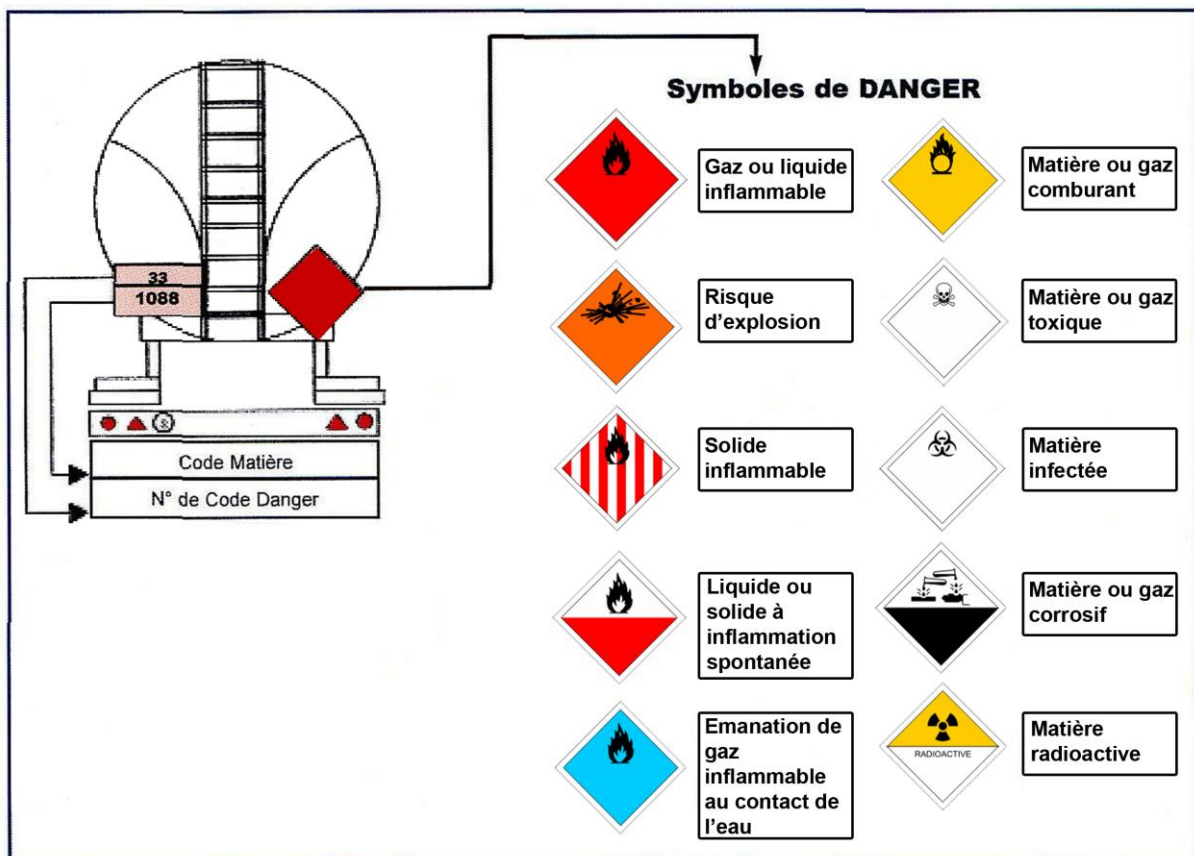 Symboles de DANGER
33
1088
Code Matière
N° de Code Danger
Gaz ou liquide
inflammable
Matière ou gaz
comburant
Risque
d'explosion
Matière ou gaz
toxique
Solide
inflammable
Matière
infectée
Liquide ou
solide à
inflammation
spontanée
Matière ou gaz
corrosif
Emanation de
gaz
inflammable
au contact de
l'eau
RADIOACTIVE
Matière
radioactive